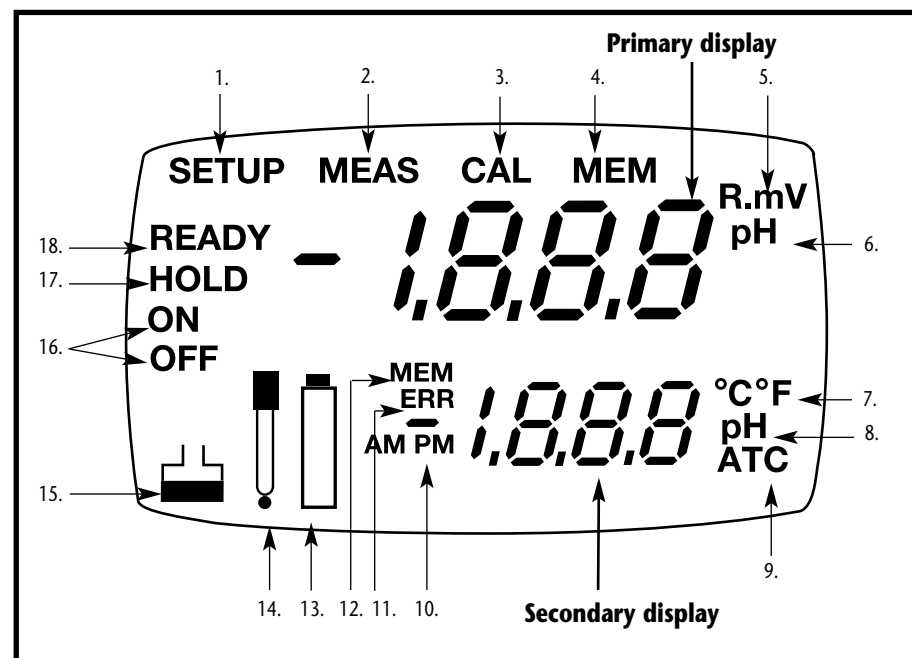 Primary display
1.
2.
3.
4.
5.
SETUP MEAS CAL MEM
R.mV
pH
6.
18.
READY
17.
HOLD
16.
ON
OFF
-1.8.8.8
MEM
ERR
AM PM
-1.8.8.8
°C°F
7.
pH
8.
ATC
15.
14.
13.
12.
11.
10.
9.
Secondary display